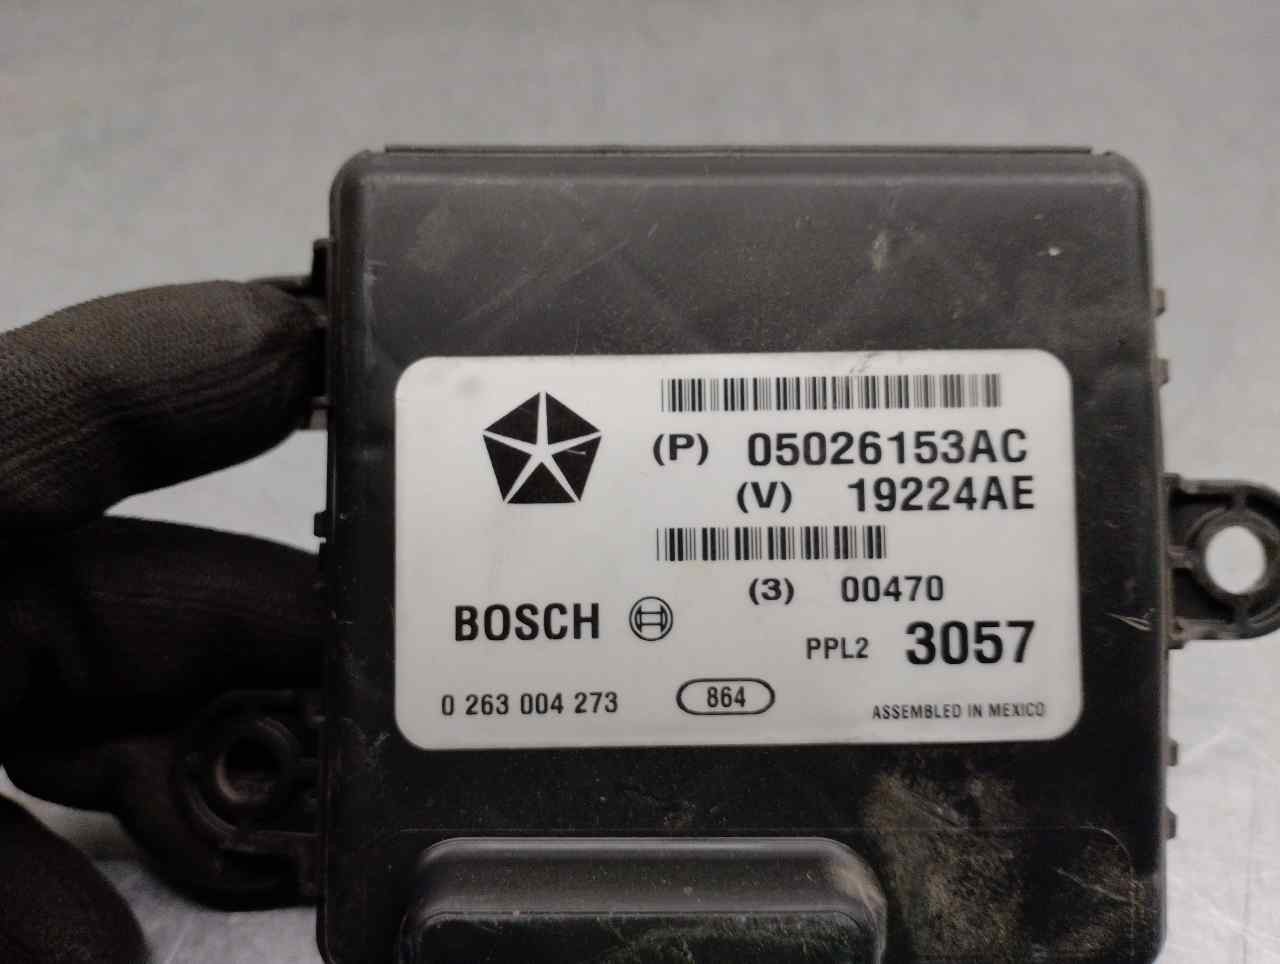 (P) 05026153AC
(V) 19224AE
(3) 00470
BOSCH
PPL2 3057
0 263 004 273
864
ASSEMBLED IN MEXICO